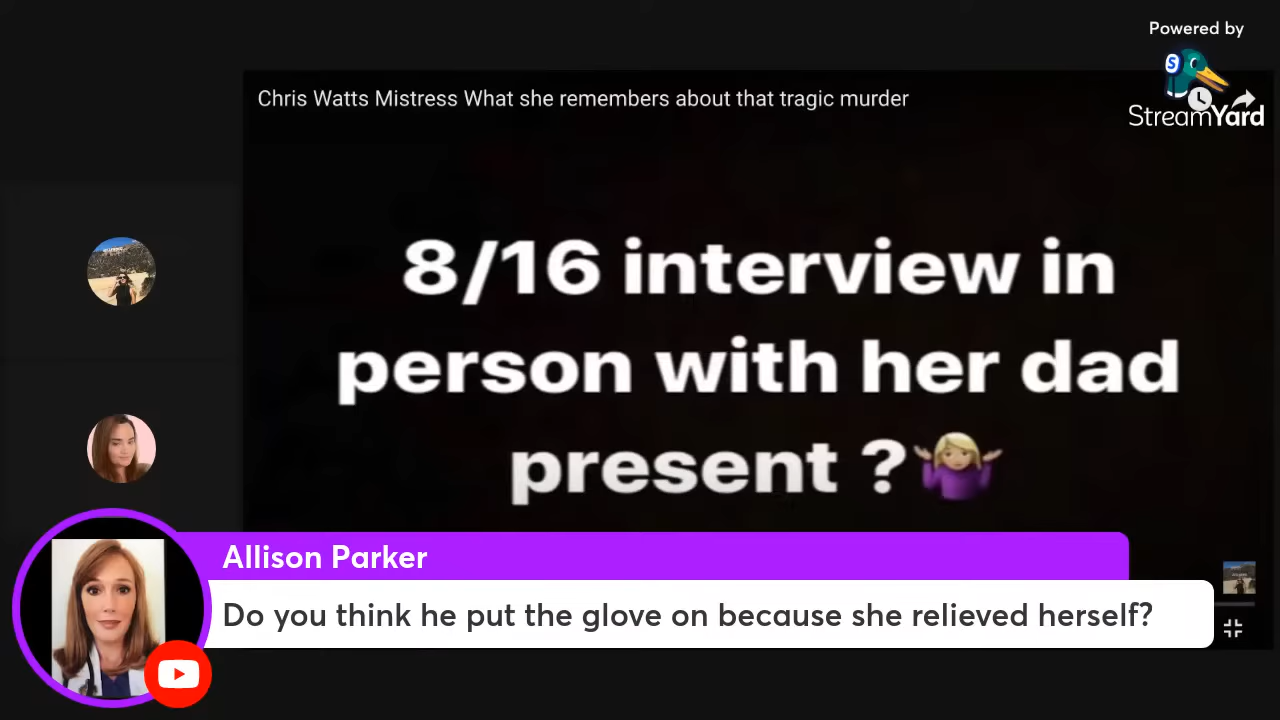 Powered by
StreamYard
Chris Watts Mistress What she remembers about that tragic murder
8/16 interview in
person with her dad
present ?🤷🏼‍♀️
Allison Parker
Do you think he put the glove on because she relieved herself?